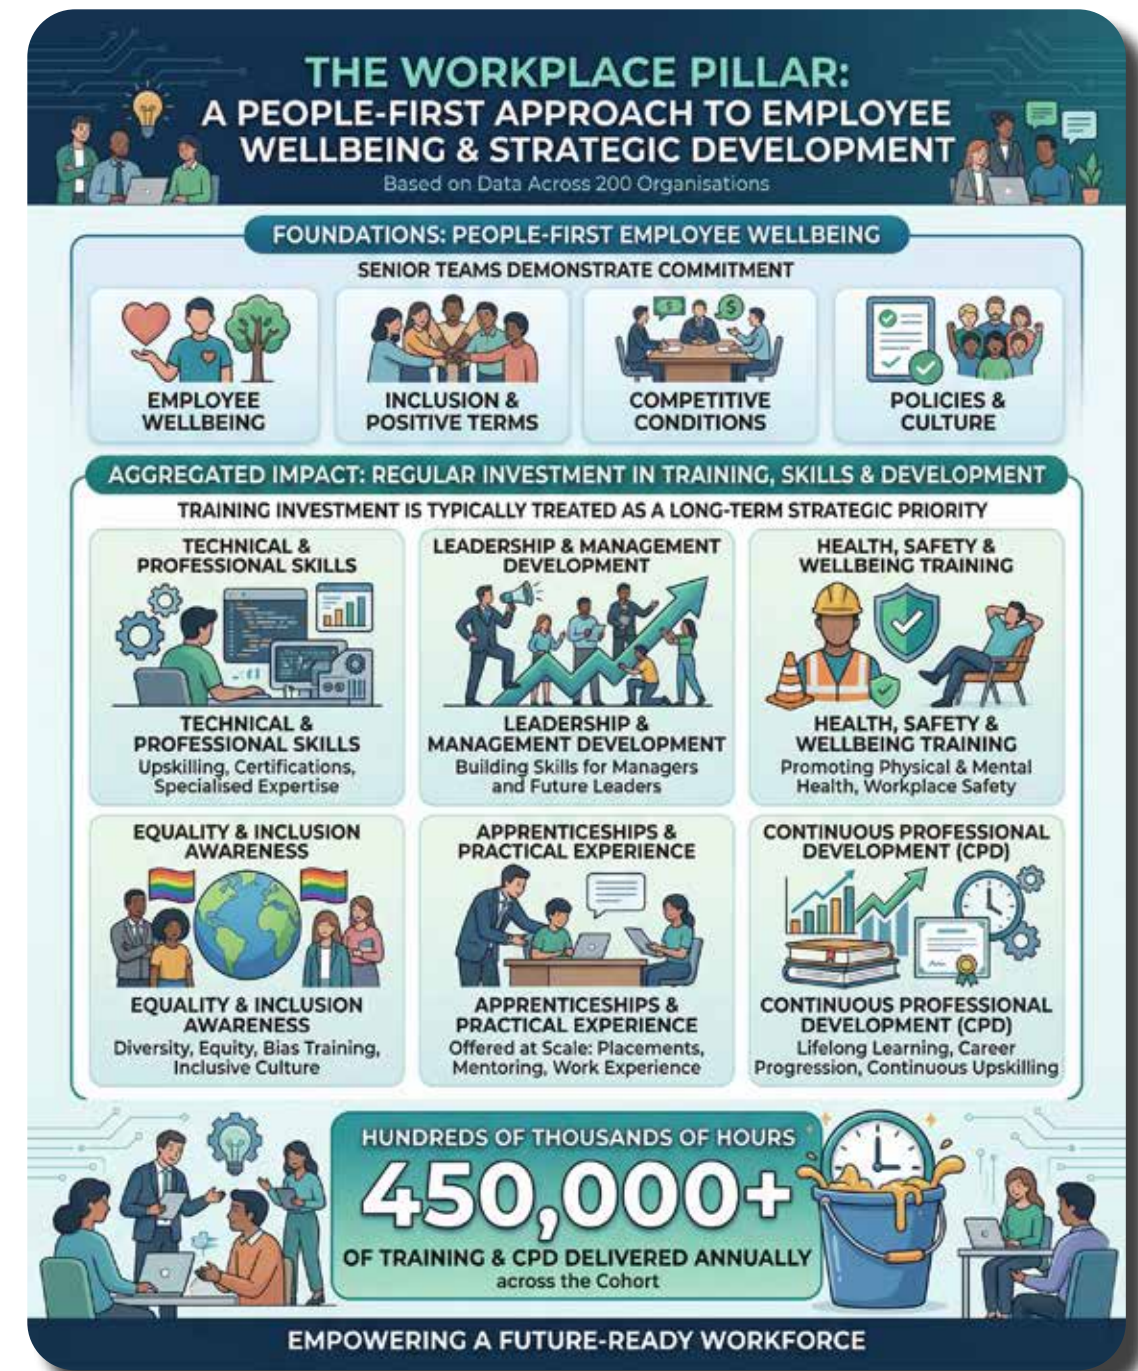 THE WORKPLACE PILLAR:
A PEOPLE-FIRST APPROACH TO EMPLOYEE
WELLBEING & STRATEGIC DEVELOPMENT
Based on Data Across 200 Organisations
FOUNDATIONS: PEOPLE-FIRST EMPLOYEE WELLBEING
SENIOR TEAMS DEMONSTRATE COMMITMENT
EMPLOYEE
WELLBEING
INCLUSION &
POSITIVE TERMS
COMPETITIVE
CONDITIONS
POLICIES &
CULTURE
AGGREGATED IMPACT: REGULAR INVESTMENT IN TRAINING, SKILLS & DEVELOPMENT
TRAINING INVESTMENT IS TYPICALLY TREATED AS A LONG-TERM STRATEGIC PRIORITY
TECHNICAL &
PROFESSIONAL SKILLS
TECHNICAL &
PROFESSIONAL SKILLS
Upskilling, Certifications,
Specialised Expertise
LEADERSHIP & MANAGEMENT
DEVELOPMENT
LEADERSHIP &
MANAGEMENT DEVELOPMENT
Building Skills for Managers
and Future Leaders
HEALTH, SAFETY &
WELLBEING TRAINING
HEALTH, SAFETY &
WELLBEING TRAINING
Promoting Physical & Mental
Health, Workplace Safety
EQUALITY & INCLUSION
AWARENESS
EQUALITY & INCLUSION
AWARENESS
Diversity, Equity, Bias Training,
Inclusive Culture
APPRENTICESHIPS &
PRACTICAL EXPERIENCE
APPRENTICESHIPS &
PRACTICAL EXPERIENCE
Offered at Scale: Placements,
Mentoring, Work Experience
CONTINUOUS PROFESSIONAL
DEVELOPMENT (CPD)
CONTINUOUS PROFESSIONAL
DEVELOPMENT (CPD)
Lifelong Learning, Career
Progression, Continuous Upskilling
HUNDREDS OF THOUSANDS OF HOURS
450,000+
OF TRAINING & CPD DELIVERED ANNUALLY
across the Cohort
EMPOWERING A FUTURE-READY WORKFORCE